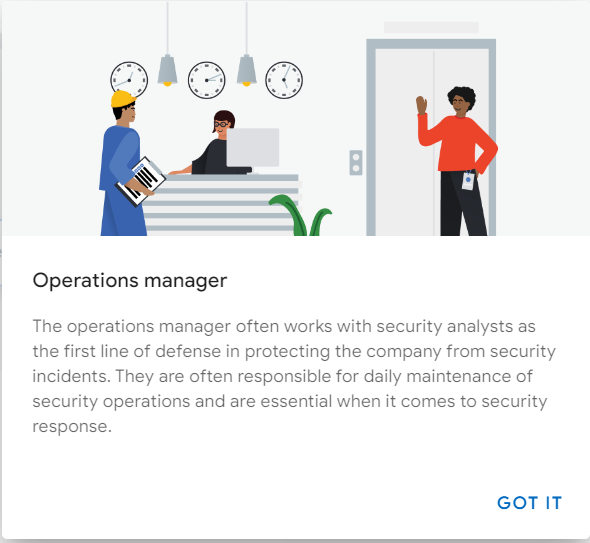 Operations manager
The operations manager often works with security analysts as
the first line of defense in protecting the company from security
incidents. They are often responsible for daily maintenance of
security operations and are essential when it comes to security
response.
GOT IT